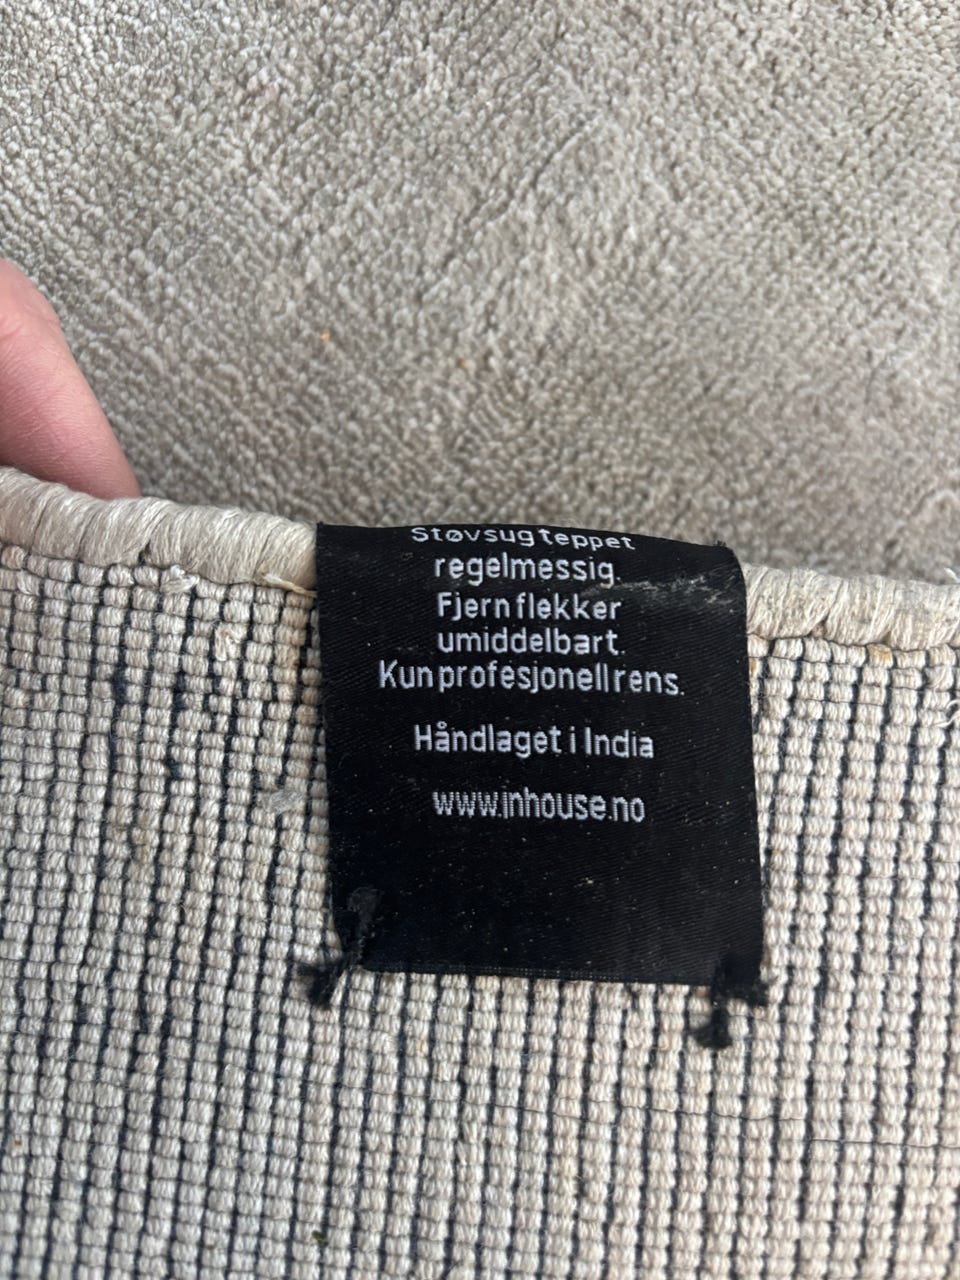 Støvsug teppet
regelmessig.
Fjern flekker
umiddelbart.
Kun profesjonell rens.
Håndlaget i India
www.inhouse.no